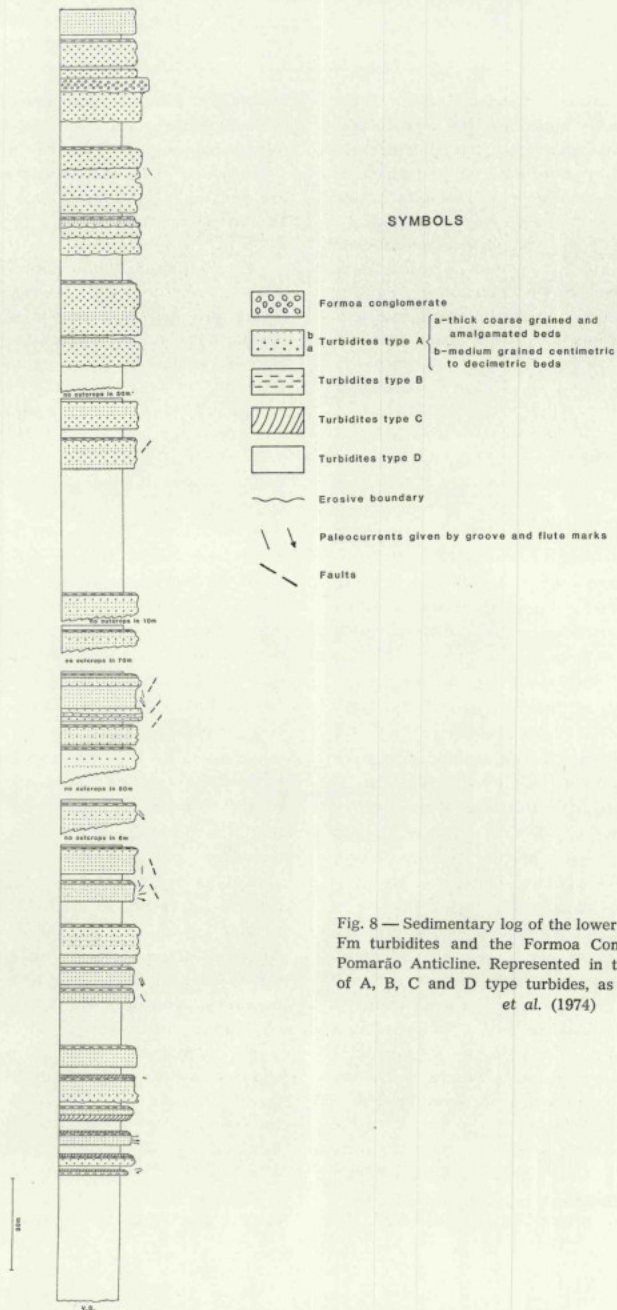 SYMBOLS
Formoa conglomerate
b
a
Turbidites type A
a-thick coarse grained and
amalgamated beds
b-medium grained centimetric
to decimetric beds
Turbidites type B
Turbidites type C
Turbidites type D
Erosive boundary
Paleocurrents given by groove and flute marks
Faults
no outcrops in 10m
no outcrops in 70m
no outcrops in 6m
V.S.
Fig. 8 — Sedimentary log of the lower
Fm turbidites and the Formoa Con
Pomarão Anticline. Represented in t
of A, B, C and D type turbides, as
et al. (1974)